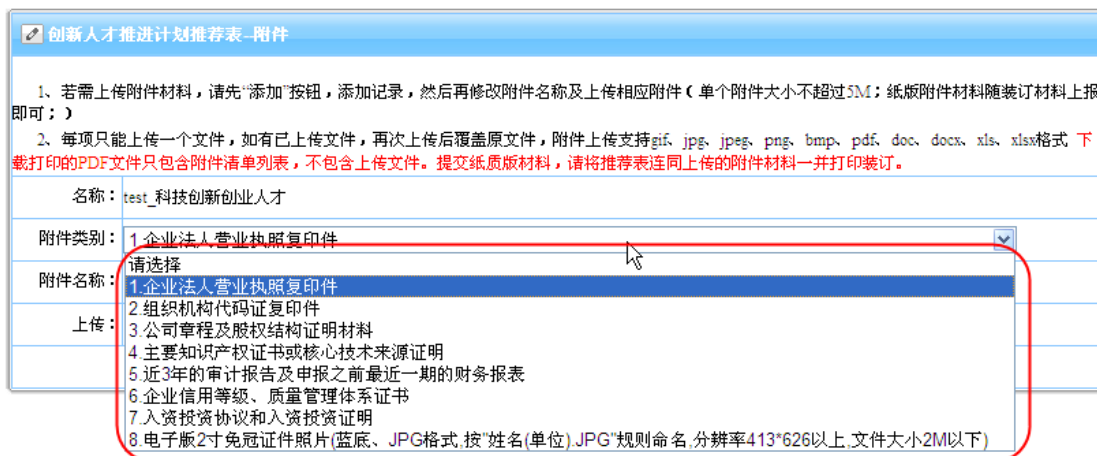 创新人才推进计划推荐表–附件
1、若需上传附件材料，请先“添加”按钮，添加记录，然后再修改附件名称及上传相应附件（单个附件大小不超过5M；纸版附件材料随装订材料上报
即可；）
2、每项只能上传一个文件，如有已上传文件，再次上传后覆盖原文件，附件上传支持gif、jpg、jpeg、png、bmp、pdf、doc、docx、xls、xlsx格式 下
载打印的PDF文件只包含附件清单列表，不包含上传文件。提交纸质版材料，请将推荐表连同上传的附件材料一并打印装订。
名称： test_科技创新创业人才
附件类别： 1.企业法人营业执照复印件
请选择
附件名称： 1.企业法人营业执照复印件
2.组织机构代码证复印件
上传： 3.公司章程及股权结构证明材料
4.主要知识产权证书或核心技术来源证明
5.近3年的审计报告及申报之前最近一期的财务报表
6.企业信用等级、质量管理体系证书
7.入资投资协议和入资投资证明
8.电子版2寸免冠证件照片(蓝底、JPG格式,按"姓名(单位).JPG"规则命名,分辨率413*626以上,文件大小2M以下)